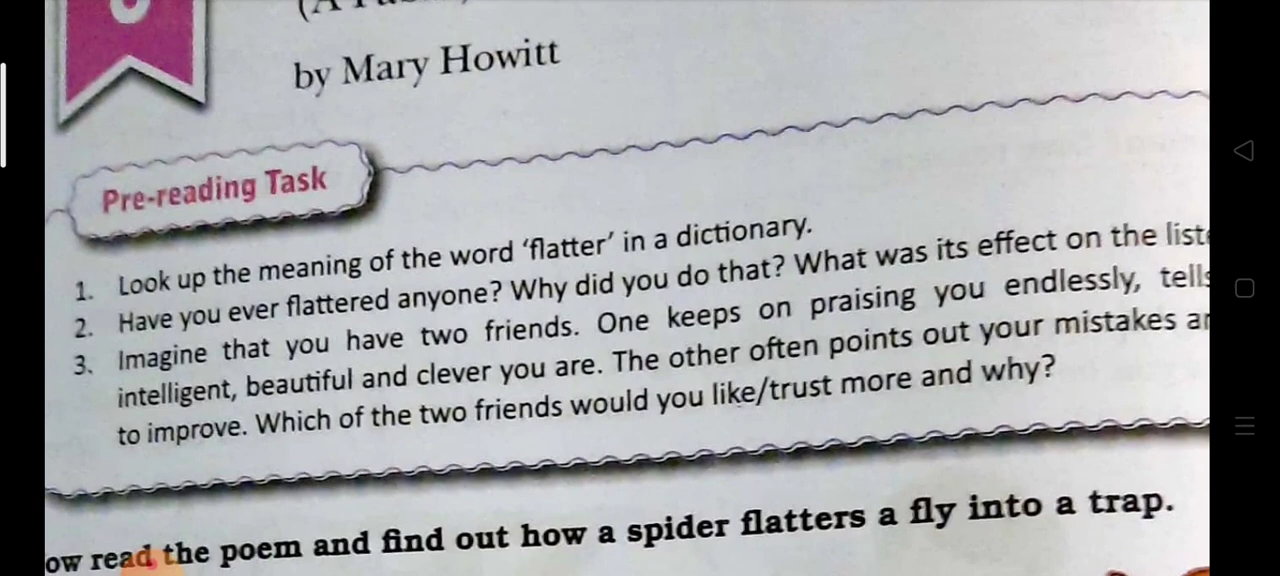 by Mary Howitt
Pre-reading Task
1. Look up the meaning of the word ‘flatter’ in a dictionary.
2. Have you ever flattered anyone? Why did you do that? What was its effect on the
3. Imagine that you have two friends. One keeps on praising you endlessly,
intelligent, beautiful and clever you are. The other often points out your mistakes
to improve. Which of the two friends would you like/trust more and why?
read the poem and find out how a spider flatters a fly into a trap.